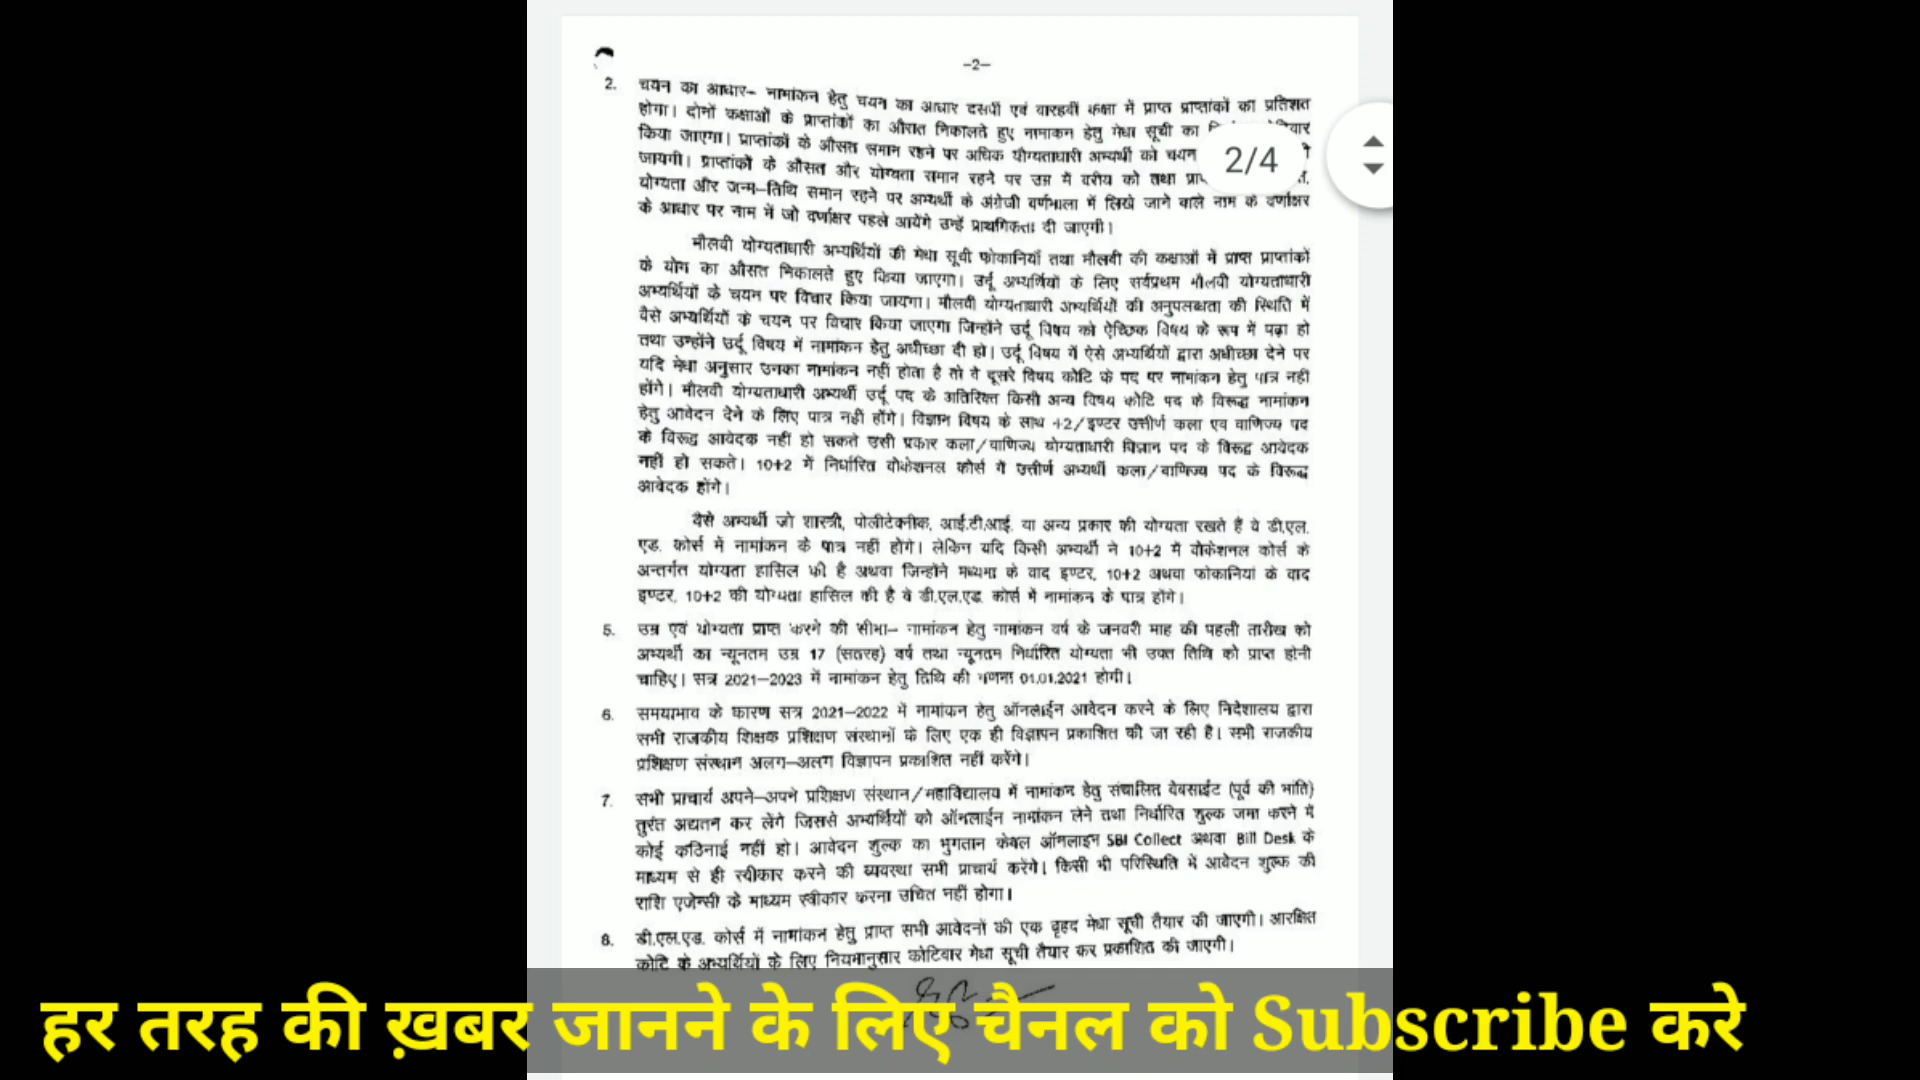 –2–
2. चयन का आधार– नामांकन हेतु चयन का आधार दसवीं एवं बारहवीं कक्षा में प्राप्त प्राप्तांकों का प्रतिशत
होगा। दोनों कक्षाओं के प्राप्तांकों का औसत निकालते हुए नामांकन हेतु मेधा सूची का
किया जाएगा। प्राप्तांकों के औसत समान रहने पर अधिक योग्यताधारी अभ्यर्थी को चयन
2/4
जायगी। प्राप्तांकों के औसत और योग्यता समान रहने पर उम्र में वरीय को तथा
योग्यता और जन्म–तिथि समान रहने पर अभ्यर्थी के अंग्रेजी वर्णमाला में लिखे जाने वाले नाम के वर्णाक्षर
के आधार पर नाम में जो वर्णाक्षर पहले आयेंगे उन्हें प्राथमिकता दी जाएगी।
मौलवी योग्यताधारी अभ्यर्थियों की मेधा सूची फोकानियाँ तथा मौलवी की कक्षाओं में प्राप्त प्राप्तांकों
के योग का औसत निकालते हुए किया जाएगा। उर्दू अभ्यर्थियों के लिए सर्वप्रथम मौलवी योग्यताधारी
अभ्यर्थियों के चयन पर विचार किया जायगा। मौलवी योग्यताधारी अभ्यर्थियों की अनुपलब्धता की स्थिति में
वैसे अभ्यर्थियों के चयन पर विचार किया जाएगा जिन्होंने उर्दू विषय को ऐच्छिक विषय के रूप में पढ़ा हो
तथा उन्होंने उर्दू विषय में नामांकन हेतु अधीच्छा दी हो। उर्दू विषय में ऐसे अभ्यर्थियों द्वारा अधीच्छा देने पर
यदि मेधा अनुसार उनका नामांकन नहीं होता है तो वे दूसरे विषय कोटि के पद पर नामांकन हेतु पात्र नहीं
होंगे। मौलवी योग्यताधारी अभ्यर्थी उर्दू पद के अतिरिक्त किसी अन्य विषय कोटि पद के विरूद्ध नामांकन
हेतु आवेदन देने के लिए पात्र नहीं होंगे। विज्ञान विषय के साथ +2/इण्टर उत्तीर्ण कला एवं वाणिज्य पद
के विरूद्ध आवेदक नहीं हो सकते उसी प्रकार कला/वाणिज्य योग्यताधारी विज्ञान पद के विरूद्ध आवेदक
नहीं हो सकते। 10+2 में निर्धारित वोकेशनल कोर्स में उत्तीर्ण अभ्यर्थी कला/वाणिज्य पद के विरूद्ध
आवेदक होंगे।
वैसे अभ्यर्थी जो शास्त्री, पोलीटेक्नीक, आई.टी.आई. या अन्य प्रकार की योग्यता रखते हैं वे डी.एल.
एड. कोर्स में नामांकन के पात्र नहीं होंगे। लेकिन यदि किसी अभ्यर्थी ने 10+2 में वोकेशनल कोर्स के
अन्तर्गत योग्यता हासिल की है अथवा जिन्होंने मध्यमा के बाद इण्टर, 10+2 अथवा फोकानियां के बाद
इण्टर, 10+2 की योग्यता हासिल की है वे डी.एल.एड. कोर्स में नामांकन के पात्र होंगे।
5. उम्र एवं योग्यता प्राप्त करने की सीमा– नामांकन हेतु नामांकन वर्ष के जनवरी माह की पहली तारीख को
अभ्यर्थी का न्यूनतम उम्र 17 (सतरह) वर्ष तथा न्यूनतम निर्धारित योग्यता भी उक्त तिथि को प्राप्त होनी
चाहिए। सत्र 2021–2023 में नामांकन हेतु तिथि की गणना 01.01.2021 होगी।
6. समयाभाव के कारण सत्र 2021–2022 में नामांकन हेतु ऑनलाईन आवेदन करने के लिए निदेशालय द्वारा
सभी राजकीय शिक्षक प्रशिक्षण संस्थानों के लिए एक ही विज्ञापन प्रकाशित की जा रही है। सभी राजकीय
प्रशिक्षण संस्थान अलग–अलग विज्ञापन प्रकाशित नहीं करेंगे।
7. सभी प्राचार्य अपने–अपने प्रशिक्षण संस्थान/महाविद्यालय में नामांकन हेतु संचालित वेबसाईट (पूर्व की भांति)
तुरंत अद्यतन कर लेंगे जिससे अभ्यर्थियों को ऑनलाईन नामांकन लेने तथा निर्धारित शुल्क जमा करने में
कोई कठिनाई नहीं हो। आवेदन शुल्क का भुगतान केवल ऑनलाइन SBI Collect अथवा Bill Desk के
माध्यम से ही स्वीकार करने की व्यवस्था सभी प्राचार्य करेंगे। किसी भी परिस्थिति में आवेदन शुल्क की
राशि एजेन्सी के माध्यम स्वीकार करना उचित नहीं होगा।
8. डी.एल.एड. कोर्स में नामांकन हेतु प्राप्त सभी आवेदनों की एक वृहद मेधा सूची तैयार की जाएगी। आरक्षित
कोटि के अभ्यर्थियों के लिए नियमानुसार कोटिवार मेधा सूची तैयार कर प्रकाशित की जाएगी।
हर तरह की ख़बर जानने के लिए चैनल को Subscribe करे